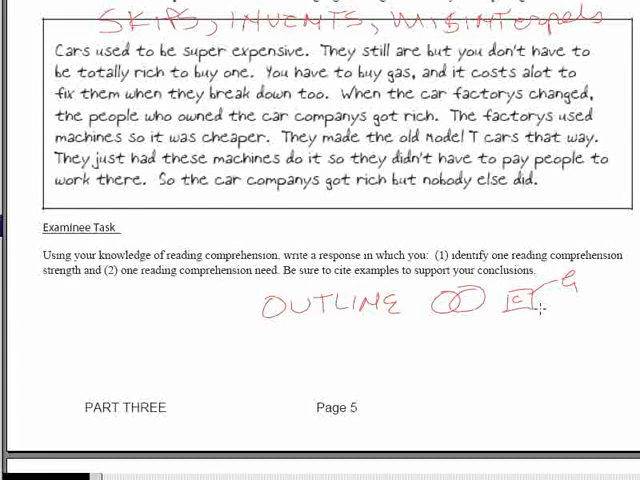 SKIPS, INVENTS, MISINTERPETS
Cars used to be super expensive. They still are but you don't have to
be totally rich to buy one. You have to buy gas, and it costs alot to
fix them when they break down too. When the car factorys changed,
the people who owned the car companys got rich. The factorys used
machines so it was cheaper. They made the old Model T cars that way.
They just had these machines do it so they didn't have to pay people to
work there. So the car companys got rich but nobody else did.
Examinee Task
Using your knowledge of reading comprehension, write a response in which you: (1) identify one reading comprehension
strength and (2) one reading comprehension need. Be sure to cite examples to support your conclusions.
OUTLINE
PART THREE Page 5